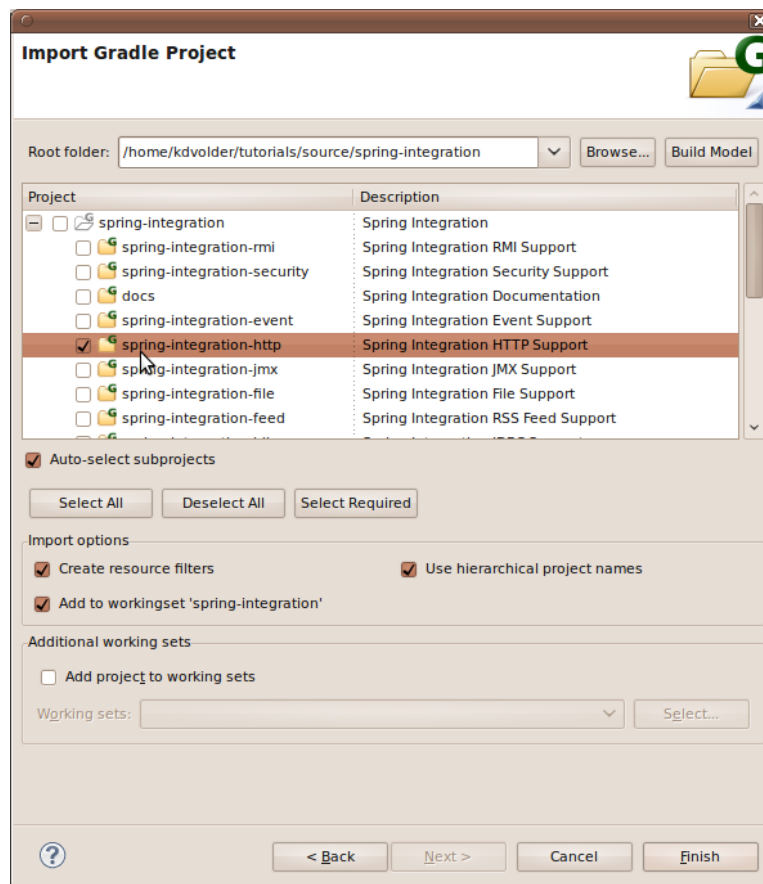 Import Gradle Project
G
Root folder: /home/kdvolder/tutorials/source/spring-integration Browse... Build Model
Project Description
spring-integration Spring Integration
spring-integration-rmi Spring Integration RMI Support
spring-integration-security Spring Integration Security Support
docs Spring Integration Documentation
spring-integration-event Spring Integration Event Support
spring-integration-http Spring Integration HTTP Support
spring-integration-jmx Spring Integration JMX Support
spring-integration-file Spring Integration File Support
spring-integration-feed Spring Integration RSS Feed Support
Auto-select subprojects
Select All Deselect All Select Required
Import options
Create resource filters Use hierarchical project names
Add to workingset 'spring-integration'
Additional working sets
Add project to working sets
Working sets: Select...
? < Back Next > Cancel Finish